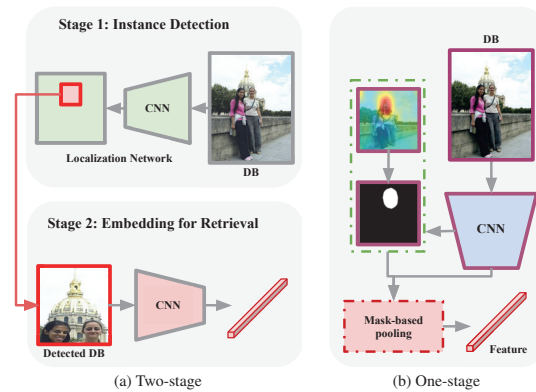 Stage 1: Instance Detection
CNN
Localization Network
DB
Stage 2: Embedding for Retrieval
CNN
Detected DB
(a) Two-stage
DB
CNN
Mask-based
pooling
Feature
(b) One-stage